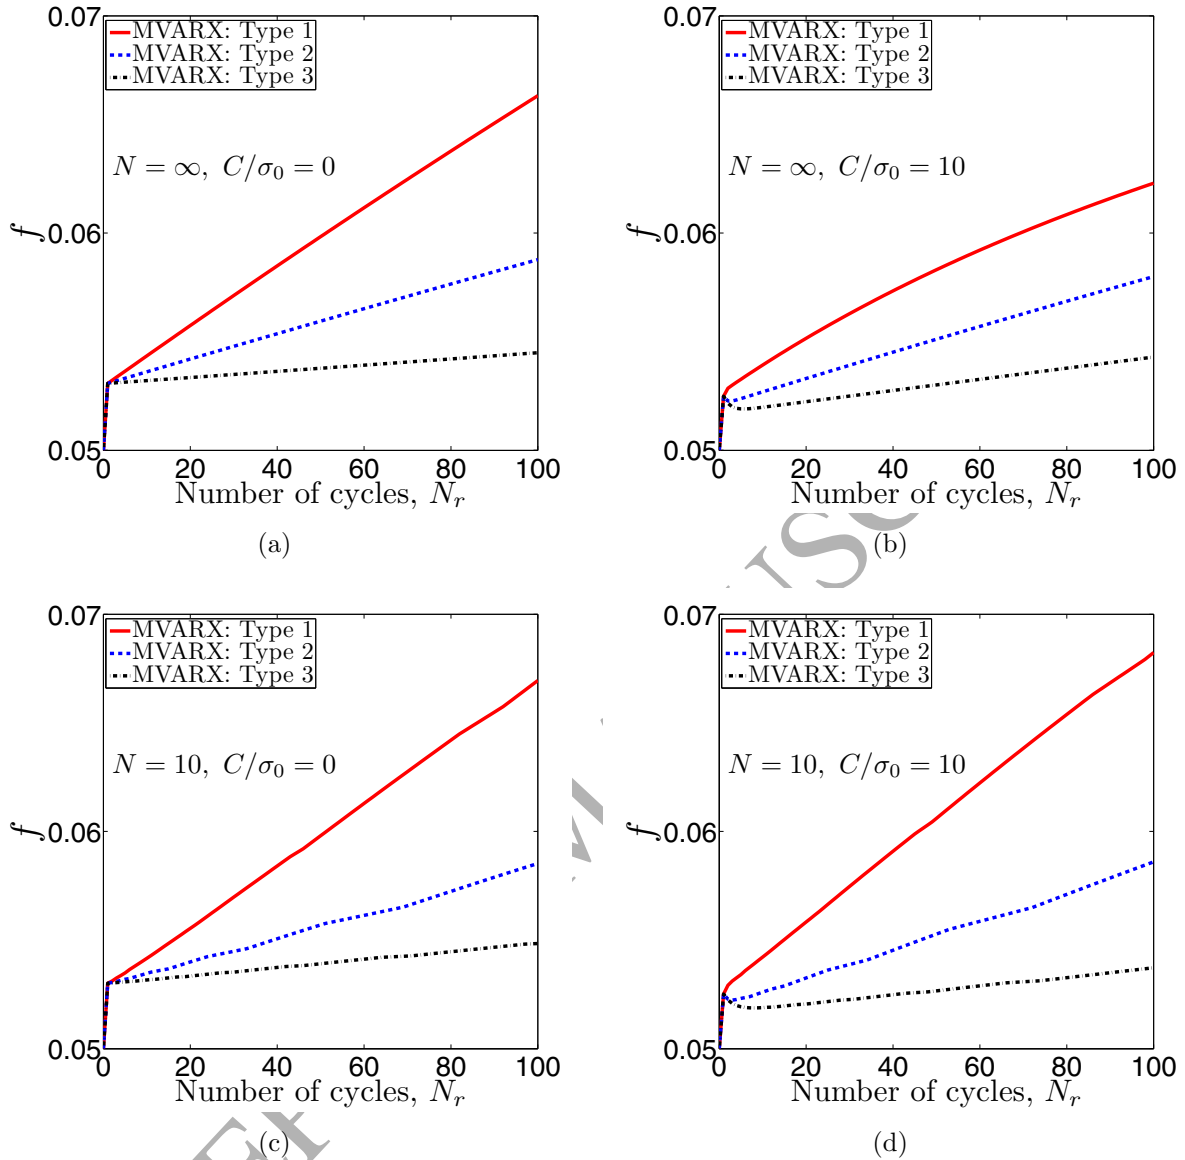 0.07
MVARX: Type 1
MVARX: Type 2
MVARX: Type 3
N = ∞, C/σ₀ = 0
f
0.06
0.05
0 20 40 60 80 100
Number of cycles, Nᵣ
(a)
0.07
MVARX: Type 1
MVARX: Type 2
MVARX: Type 3
N = ∞, C/σ₀ = 10
f
0.06
0.05
0 20 40 60 80 100
Number of cycles, Nᵣ
(b)
0.07
MVARX: Type 1
MVARX: Type 2
MVARX: Type 3
N = 10, C/σ₀ = 0
f
0.06
0.05
0 20 40 60 80 100
Number of cycles, Nᵣ
(c)
0.07
MVARX: Type 1
MVARX: Type 2
MVARX: Type 3
N = 10, C/σ₀ = 10
f
0.06
0.05
0 20 40 60 80 100
Number of cycles, Nᵣ
(d)